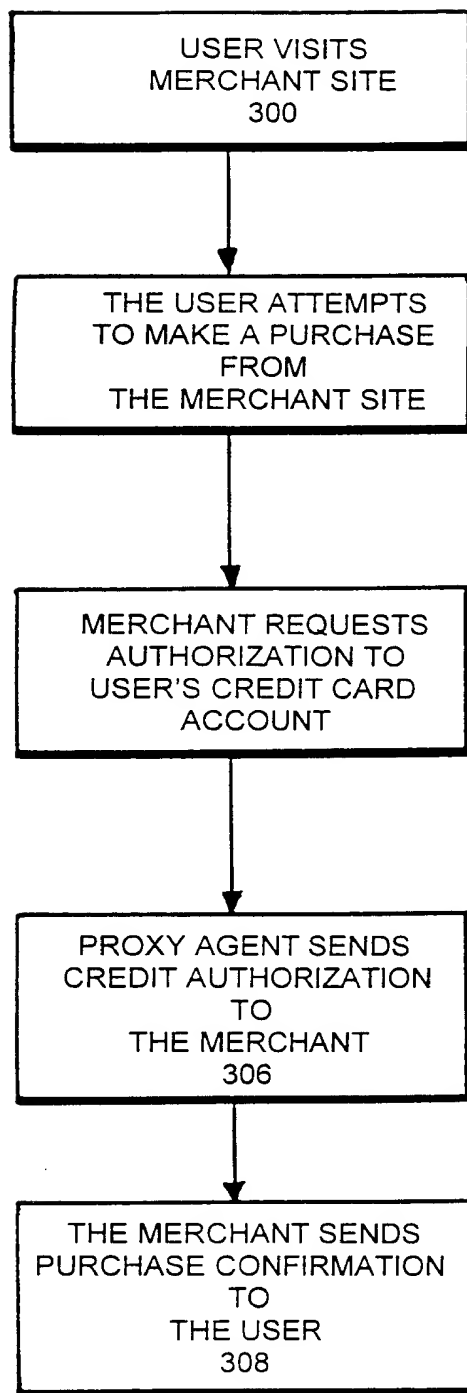 USER VISITS
MERCHANT SITE
300
THE USER ATTEMPTS
TO MAKE A PURCHASE
FROM
THE MERCHANT SITE
MERCHANT REQUESTS
AUTHORIZATION TO
USER'S CREDIT CARD
ACCOUNT
PROXY AGENT SENDS
CREDIT AUTHORIZATION
TO
THE MERCHANT
306
THE MERCHANT SENDS
PURCHASE CONFIRMATION
TO
THE USER
308